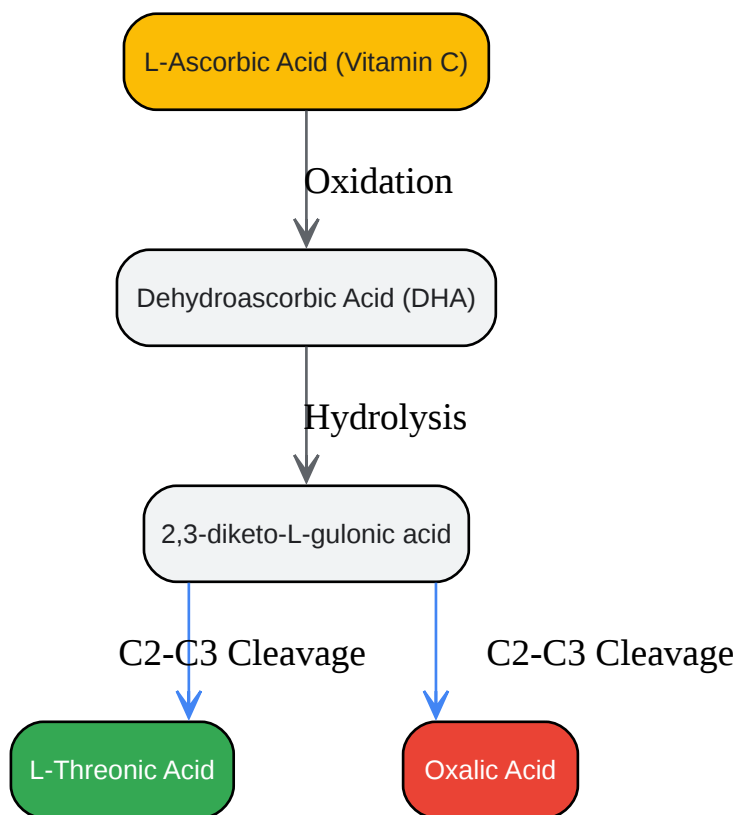 L-Ascorbic Acid (Vitamin C)
Oxidation
Dehydroascorbic Acid (DHA)
Hydrolysis
2,3-diketo-L-gulonic acid
C2-C3 Cleavage
C2-C3 Cleavage
L-Threonic Acid
Oxalic Acid